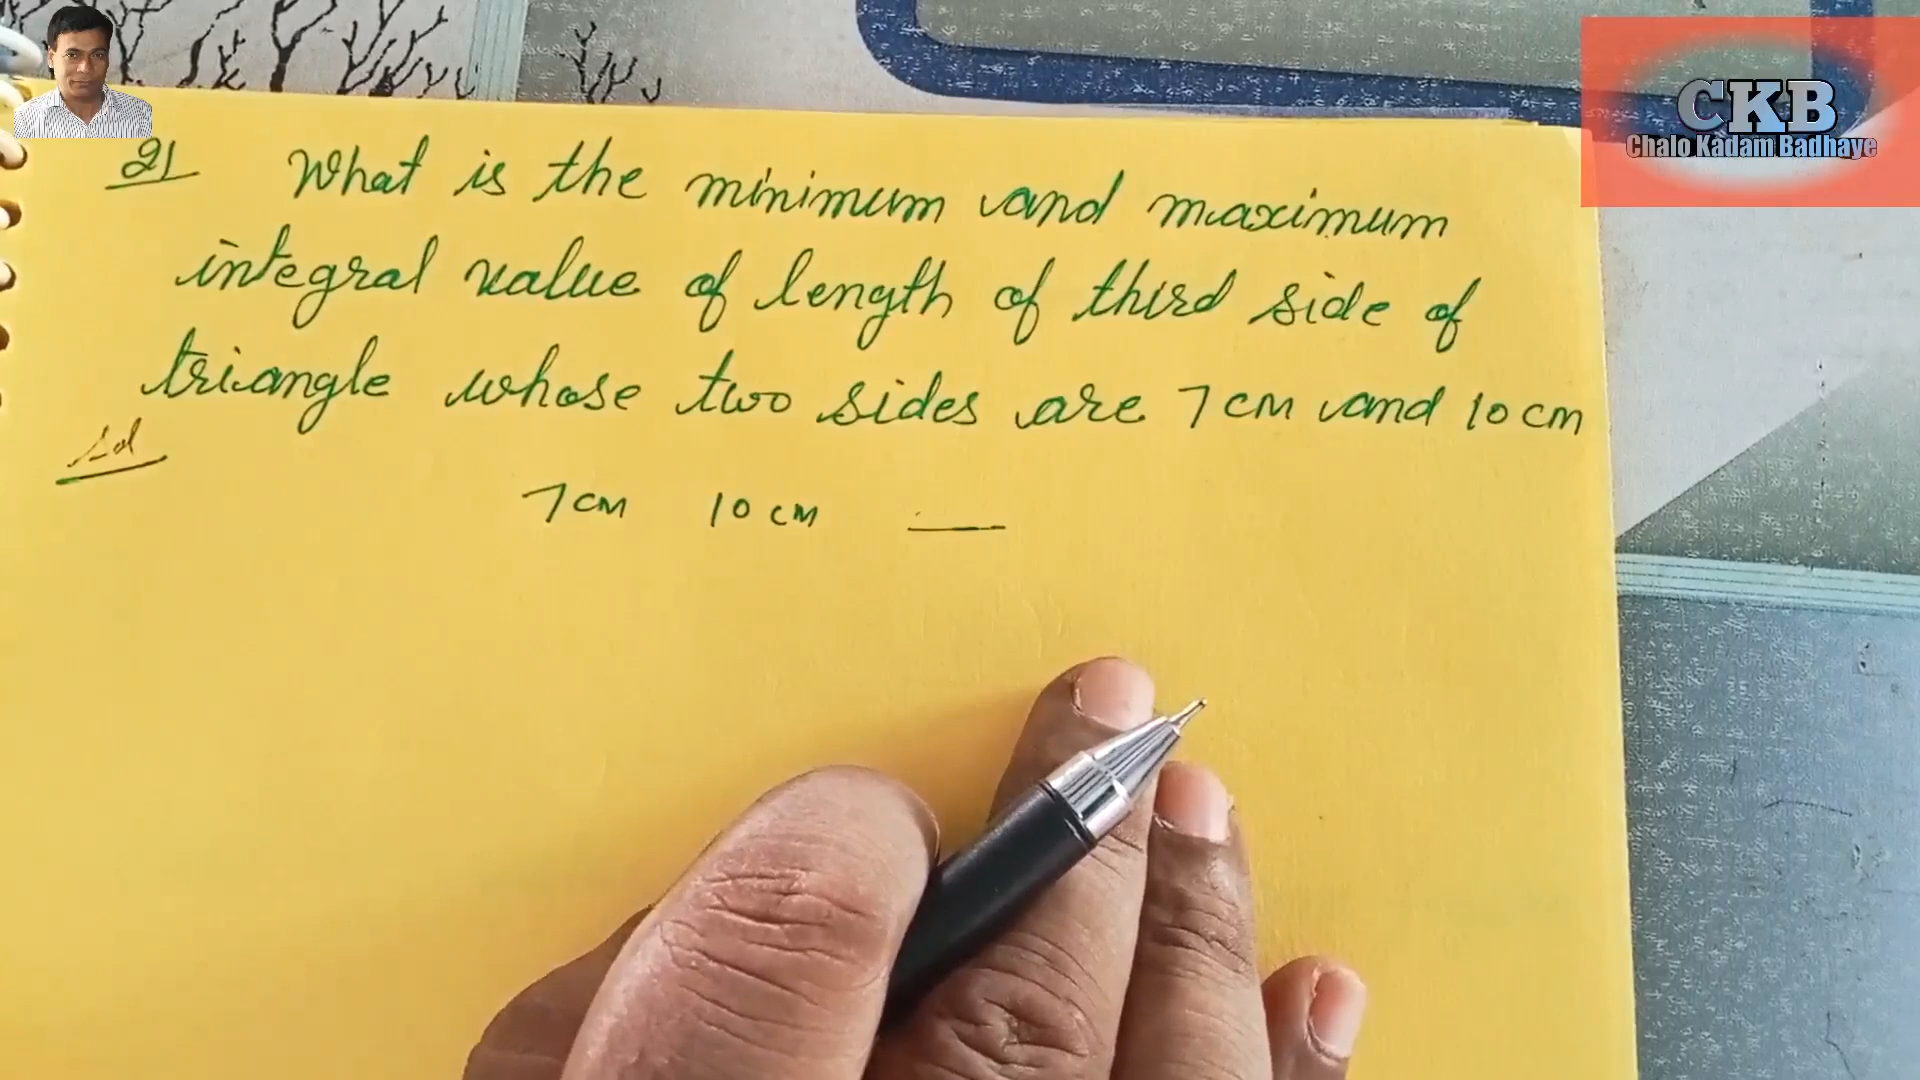 CKB
Chalo Kadam Badhaye
21 What is the minimum and maximum
integral value of length of third side of
triangle whose two sides are 7 cm and 10 cm
Sol
7 cm 10 cm